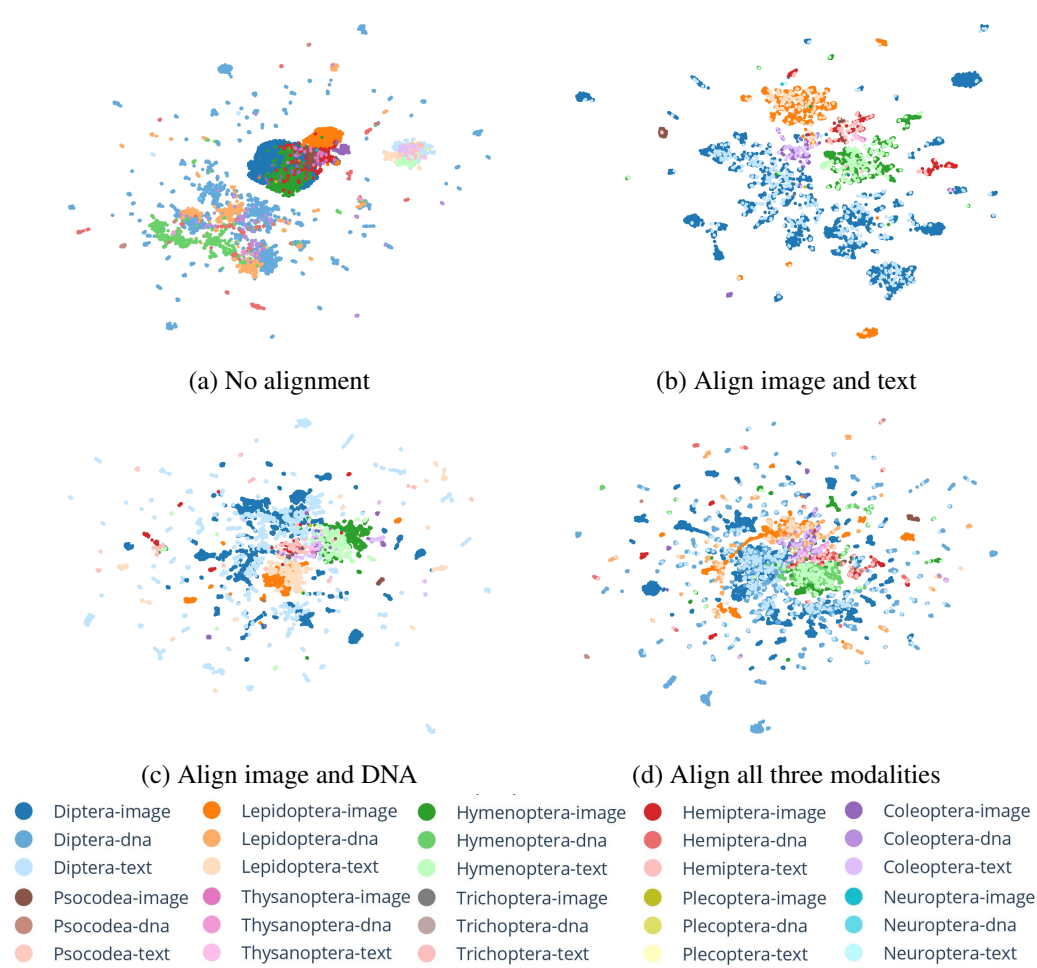 (a) No alignment
(b) Align image and text
(c) Align image and DNA
(d) Align all three modalities
Diptera-image
Lepidoptera-image
Hymenoptera-image
Hemiptera-image
Coleoptera-image
Diptera-dna
Lepidoptera-dna
Hymenoptera-dna
Hemiptera-dna
Coleoptera-dna
Diptera-text
Lepidoptera-text
Hymenoptera-text
Hemiptera-text
Coleoptera-text
Psocodea-image
Thysanoptera-image
Trichoptera-image
Plecoptera-image
Neuroptera-image
Psocodea-dna
Thysanoptera-dna
Trichoptera-dna
Plecoptera-dna
Neuroptera-dna
Psocodea-text
Thysanoptera-text
Trichoptera-text
Plecoptera-text
Neuroptera-text